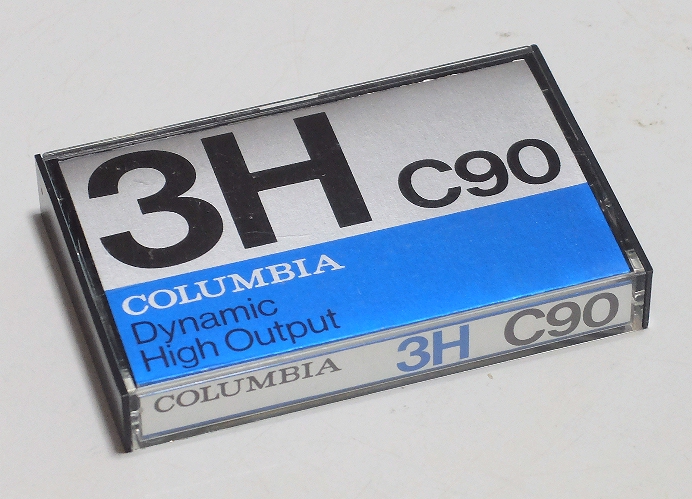 3H C90
COLUMBIA
Dynamic
High Output
COLUMBIA 3H C90